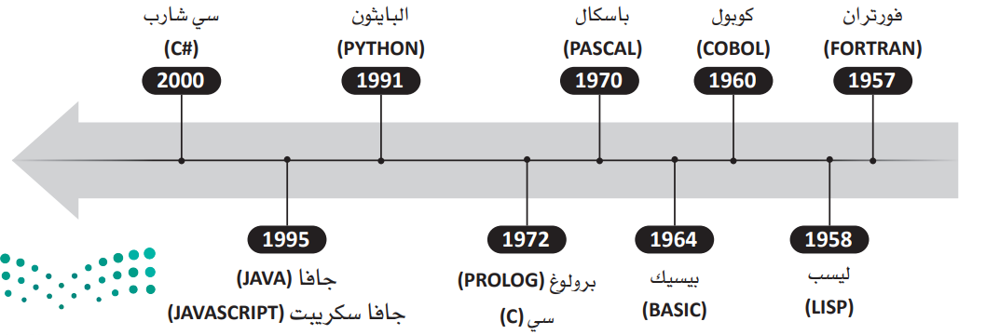 فورتران
(FORTRAN)
1957
كوبول
(COBOL)
1960
باسكال
(PASCAL)
1970
البايثون
(PYTHON)
1991
سي شارب
(C#)
2000
1958
ليسب
(LISP)
1964
بيسيك
(BASIC)
1972
برولوغ (PROLOG)
سي (C)
1995
جافا (JAVA)
جافا سكريبت (JAVASCRIPT)